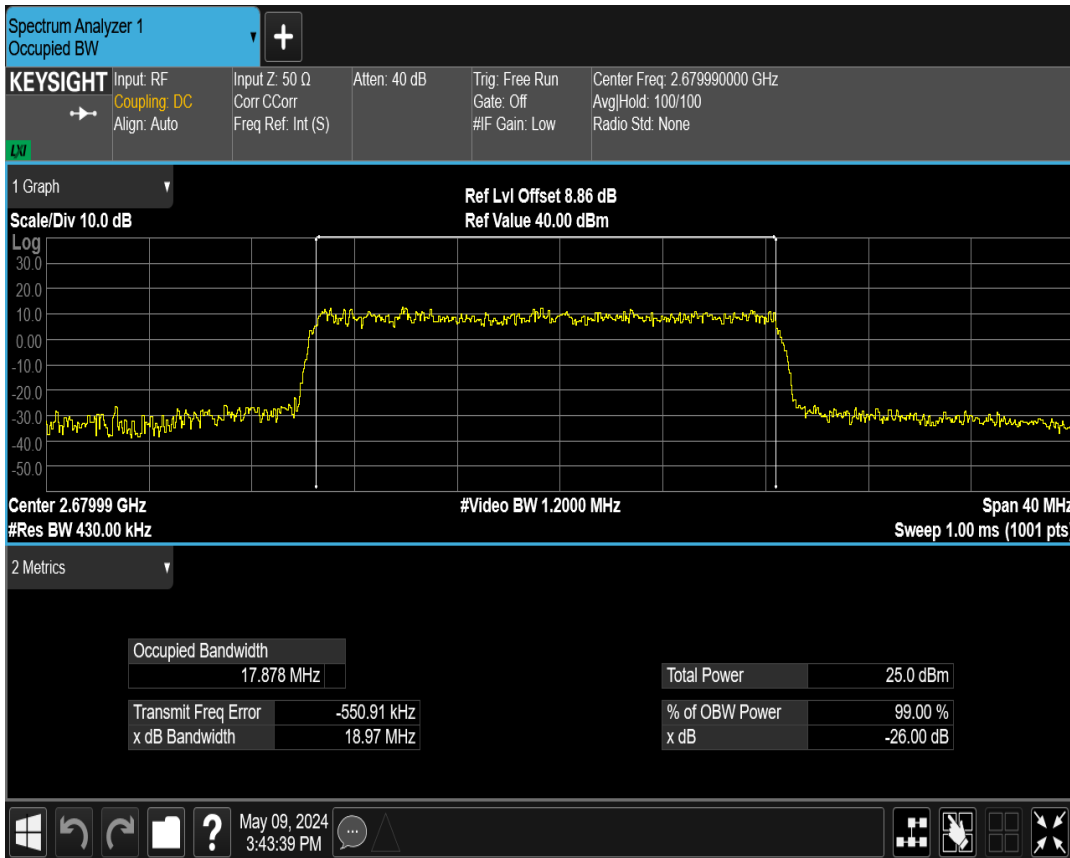 Spectrum Analyzer 1
Occupied BW
+
KEYSIGHT
LXI
Input: RF
Coupling: DC
Align: Auto
Input Z: 50 Ω
Corr CCorr
Freq Ref: Int (S)
Atten: 40 dB
Trig: Free Run
Gate: Off
#IF Gain: Low
Center Freq: 2.679990000 GHz
Avg|Hold: 100/100
Radio Std: None
1 Graph
Scale/Div 10.0 dB
Ref Lvl Offset 8.86 dB
Ref Value 40.00 dBm
Log
30.0
20.0
10.0
0.00
-10.0
-20.0
-30.0
-40.0
-50.0
Center 2.67999 GHz
#Video BW 1.2000 MHz
Span 40 MHz
#Res BW 430.00 kHz
Sweep 1.00 ms (1001 pts)
2 Metrics
Occupied Bandwidth
17.878 MHz
Transmit Freq Error -550.91 kHz
x dB Bandwidth 18.97 MHz
Total Power 25.0 dBm
% of OBW Power 99.00 %
x dB -26.00 dB
?
May 09, 2024
3:43:39 PM